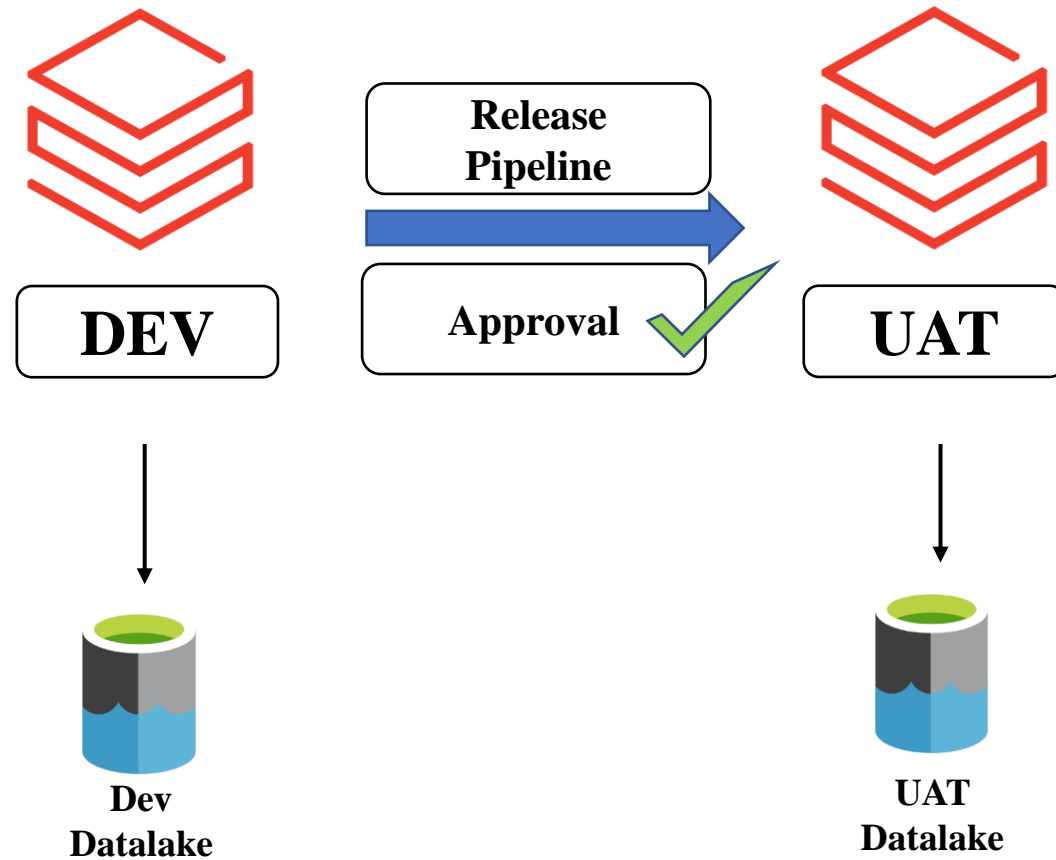 Release
Pipeline
DEV
Approval
UAT
Dev
Datalake
UAT
Datalake